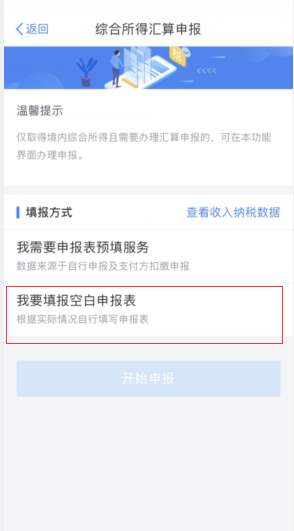 返回 综合所得汇算申报
税
<<<<
温馨提示
仅取得境内综合所得且需要办理汇算申报的，可在本功能
界面办理申报。
填报方式 查看收入纳税数据
我需要申报表预填服务
数据来源于自行申报及支付方扣缴申报
我要填报空白申报表
根据实际情况自行填写申报表
开始申报